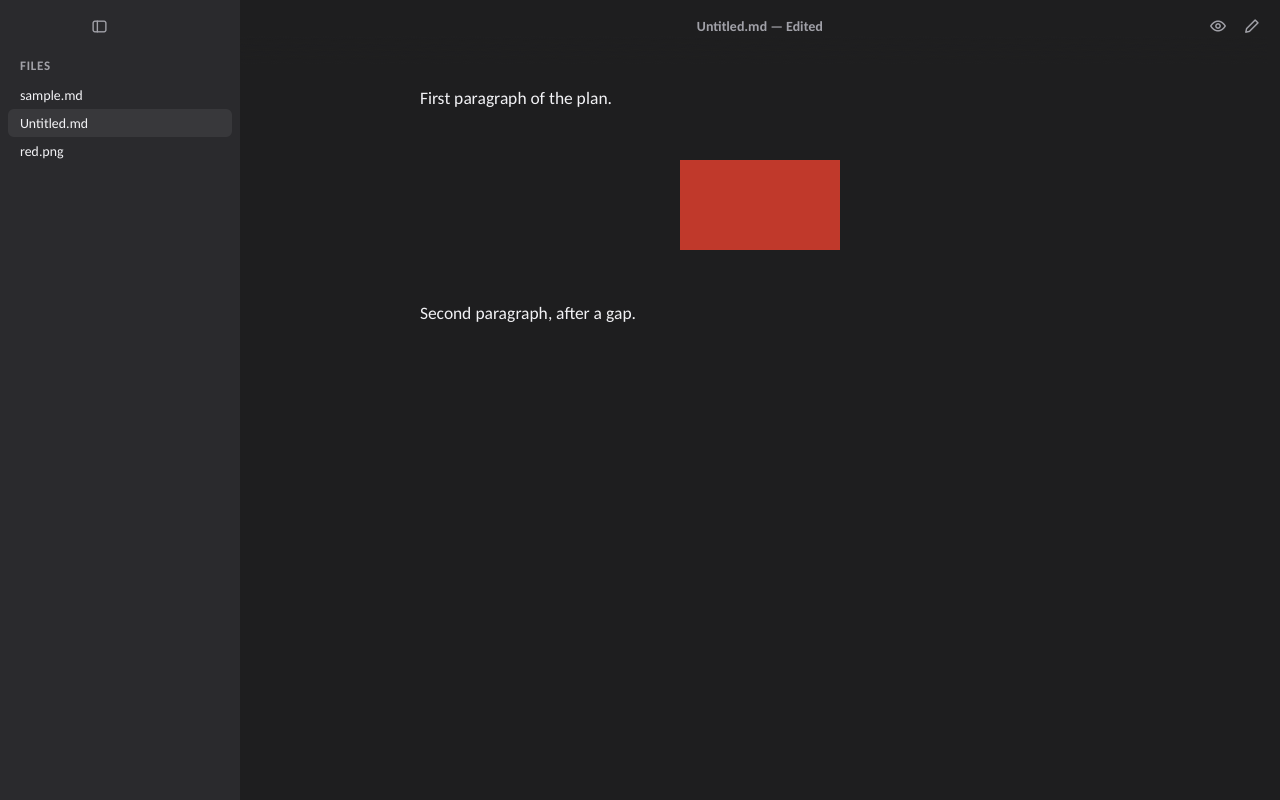 Untitled.md — Edited
FILES
sample.md
Untitled.md
red.png
First paragraph of the plan.
Second paragraph, after a gap.